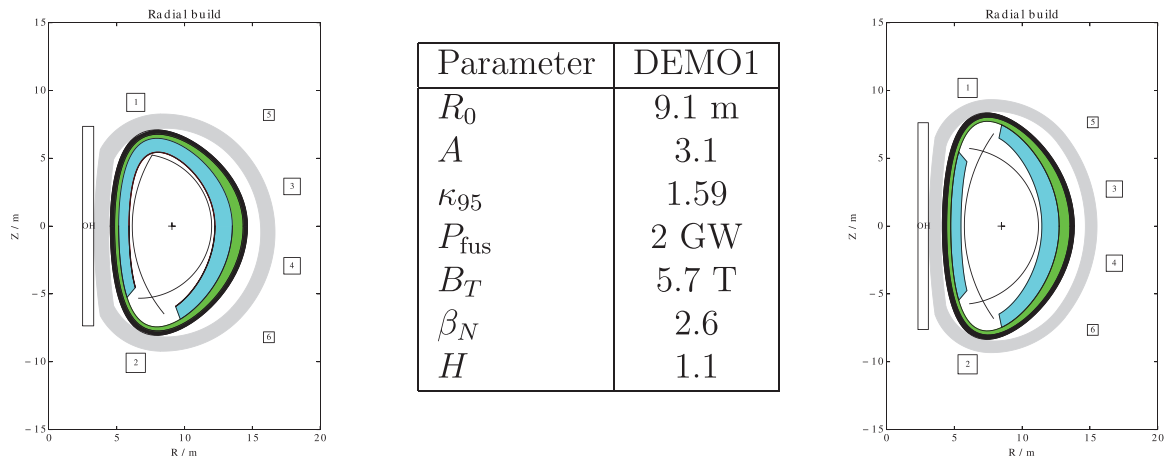 Radial build
15
10
5
0
−5
−10
−15
Z / m
0
5
10
15
20
R / m
OH
1
5
3
4
6
2
Parameter DEMO1
R0 9.1 m
A 3.1
κ95 1.59
Pfus 2 GW
BT 5.7 T
βN 2.6
H 1.1
Radial build
15
10
5
0
−5
−10
−15
Z / m
0
5
10
15
20
R / m
OH
1
5
3
4
6
2